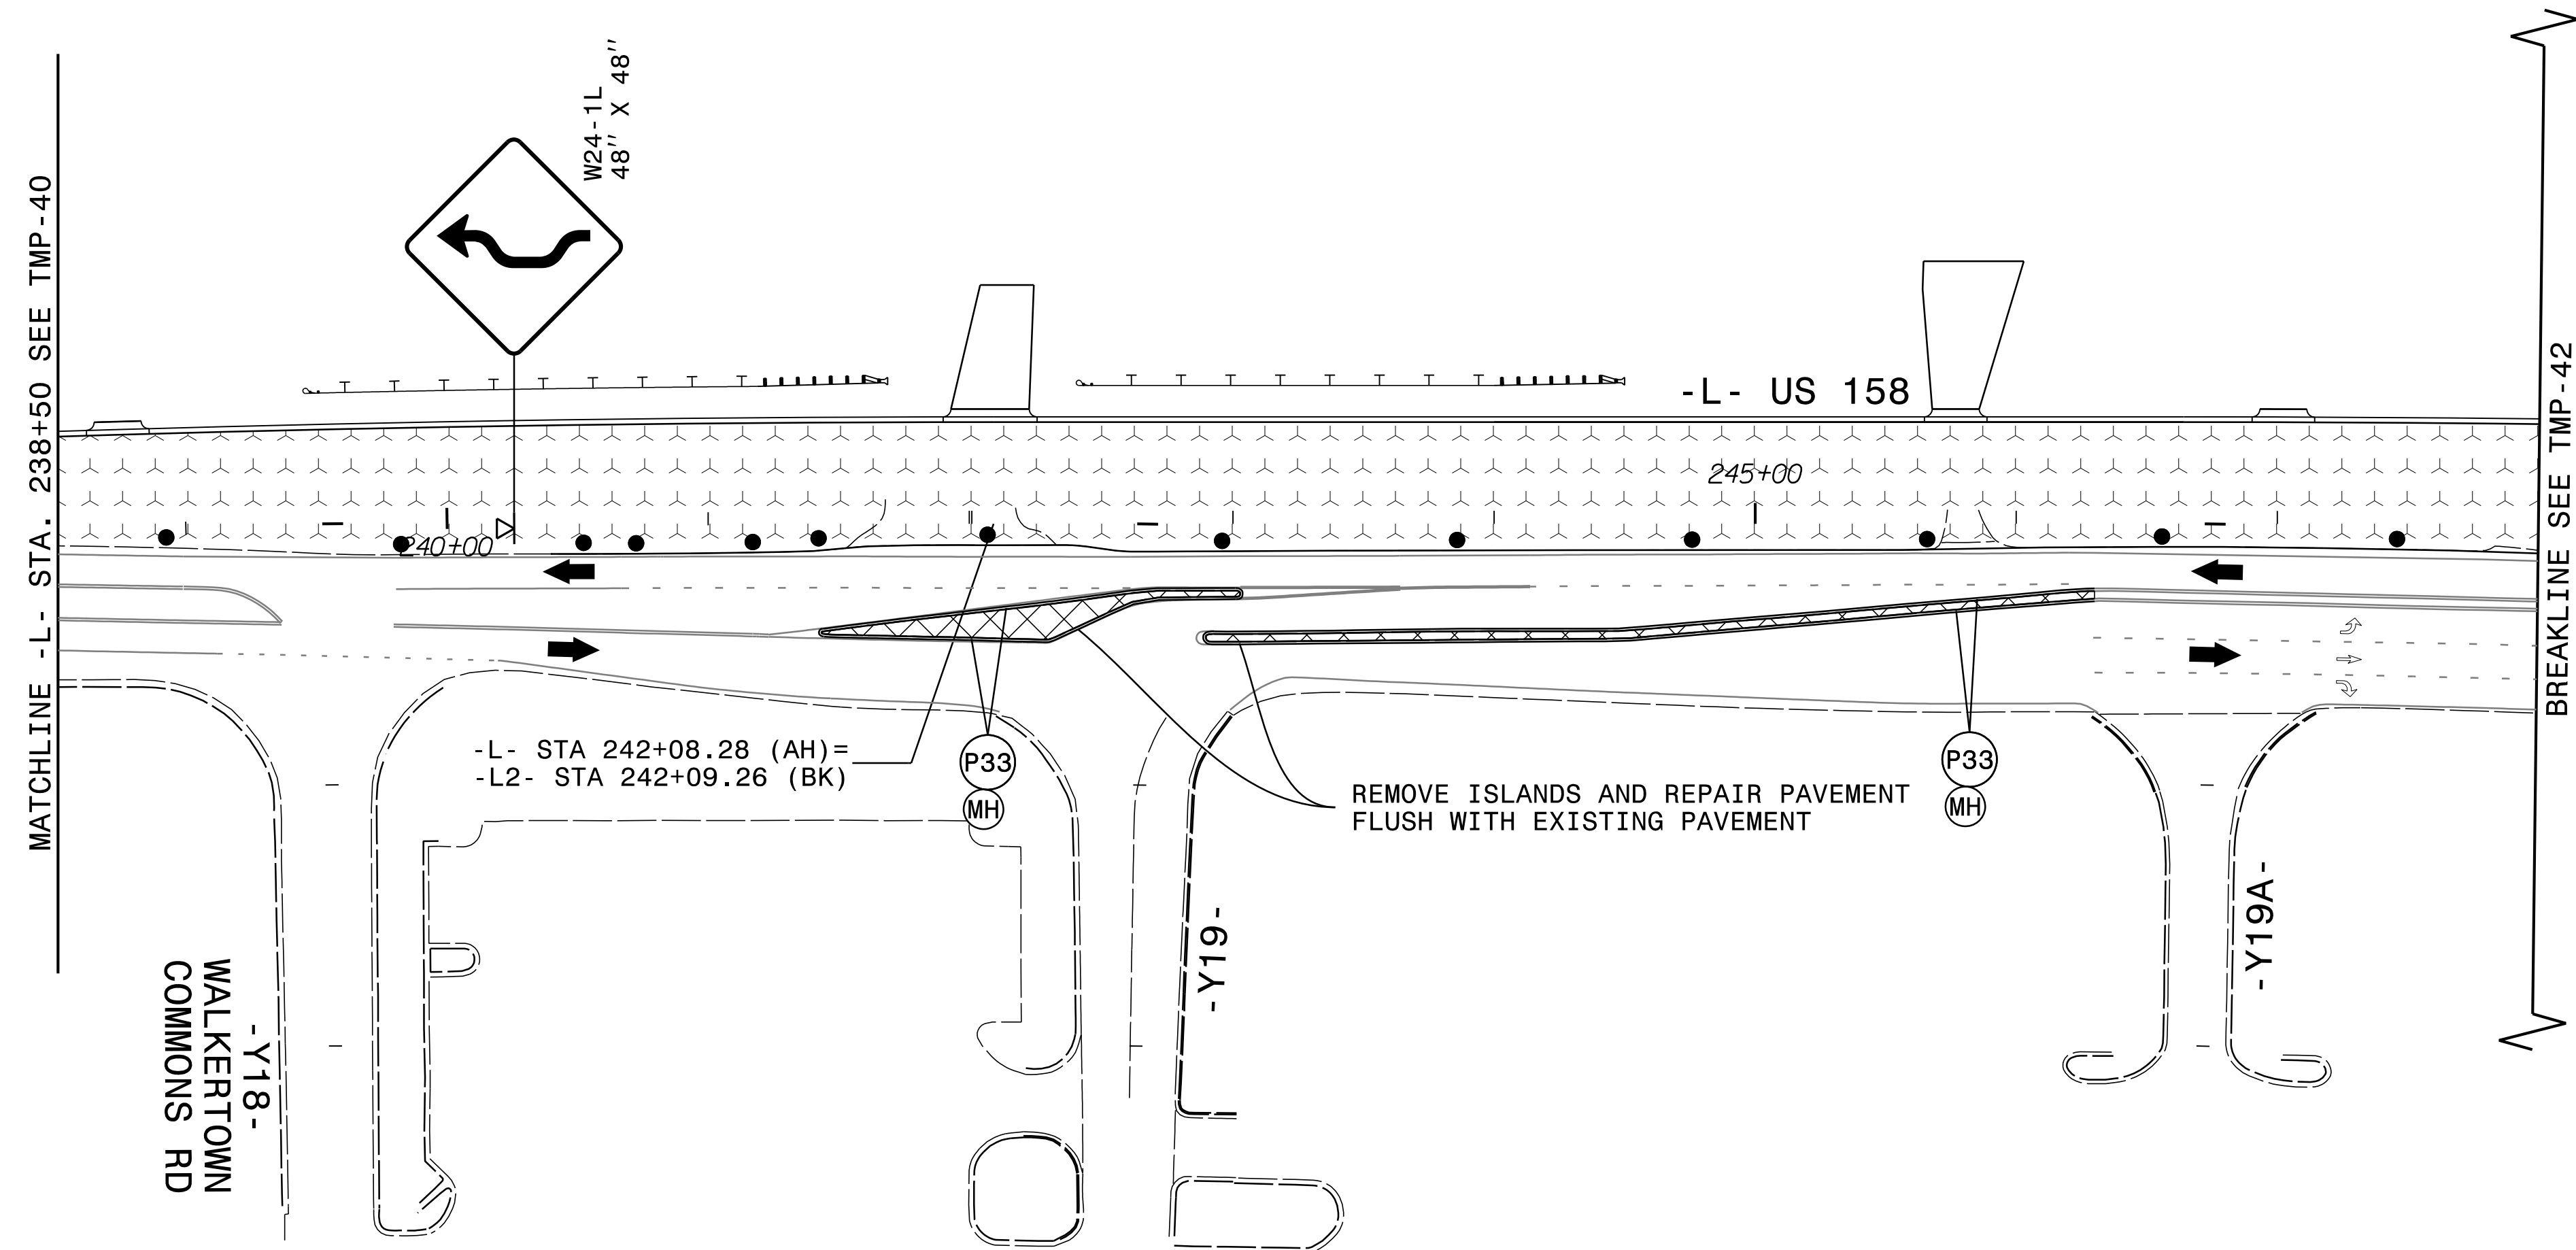 MATCHLINE -L- STA. 238+50 SEE TMP-40
W24-1L
48'' X 48''
-L- US 158
245+00
240+00
-L- STA 242+08.28 (AH)=
-L2- STA 242+09.26 (BK)
P33
MH
REMOVE ISLANDS AND REPAIR PAVEMENT
FLUSH WITH EXISTING PAVEMENT
P33
MH
-Y18-
WALKERTOWN
COMMONS RD
-Y19-
-Y19A-
BREAKLINE SEE TMP-42